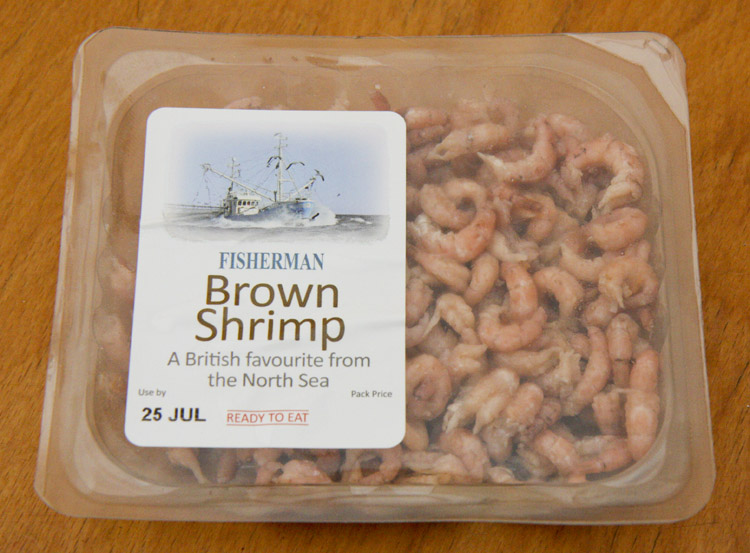 FISHERMAN
Brown
Shrimp
A British favourite from
the North Sea
Use by
Pack Price
25 JUL
READY TO EAT